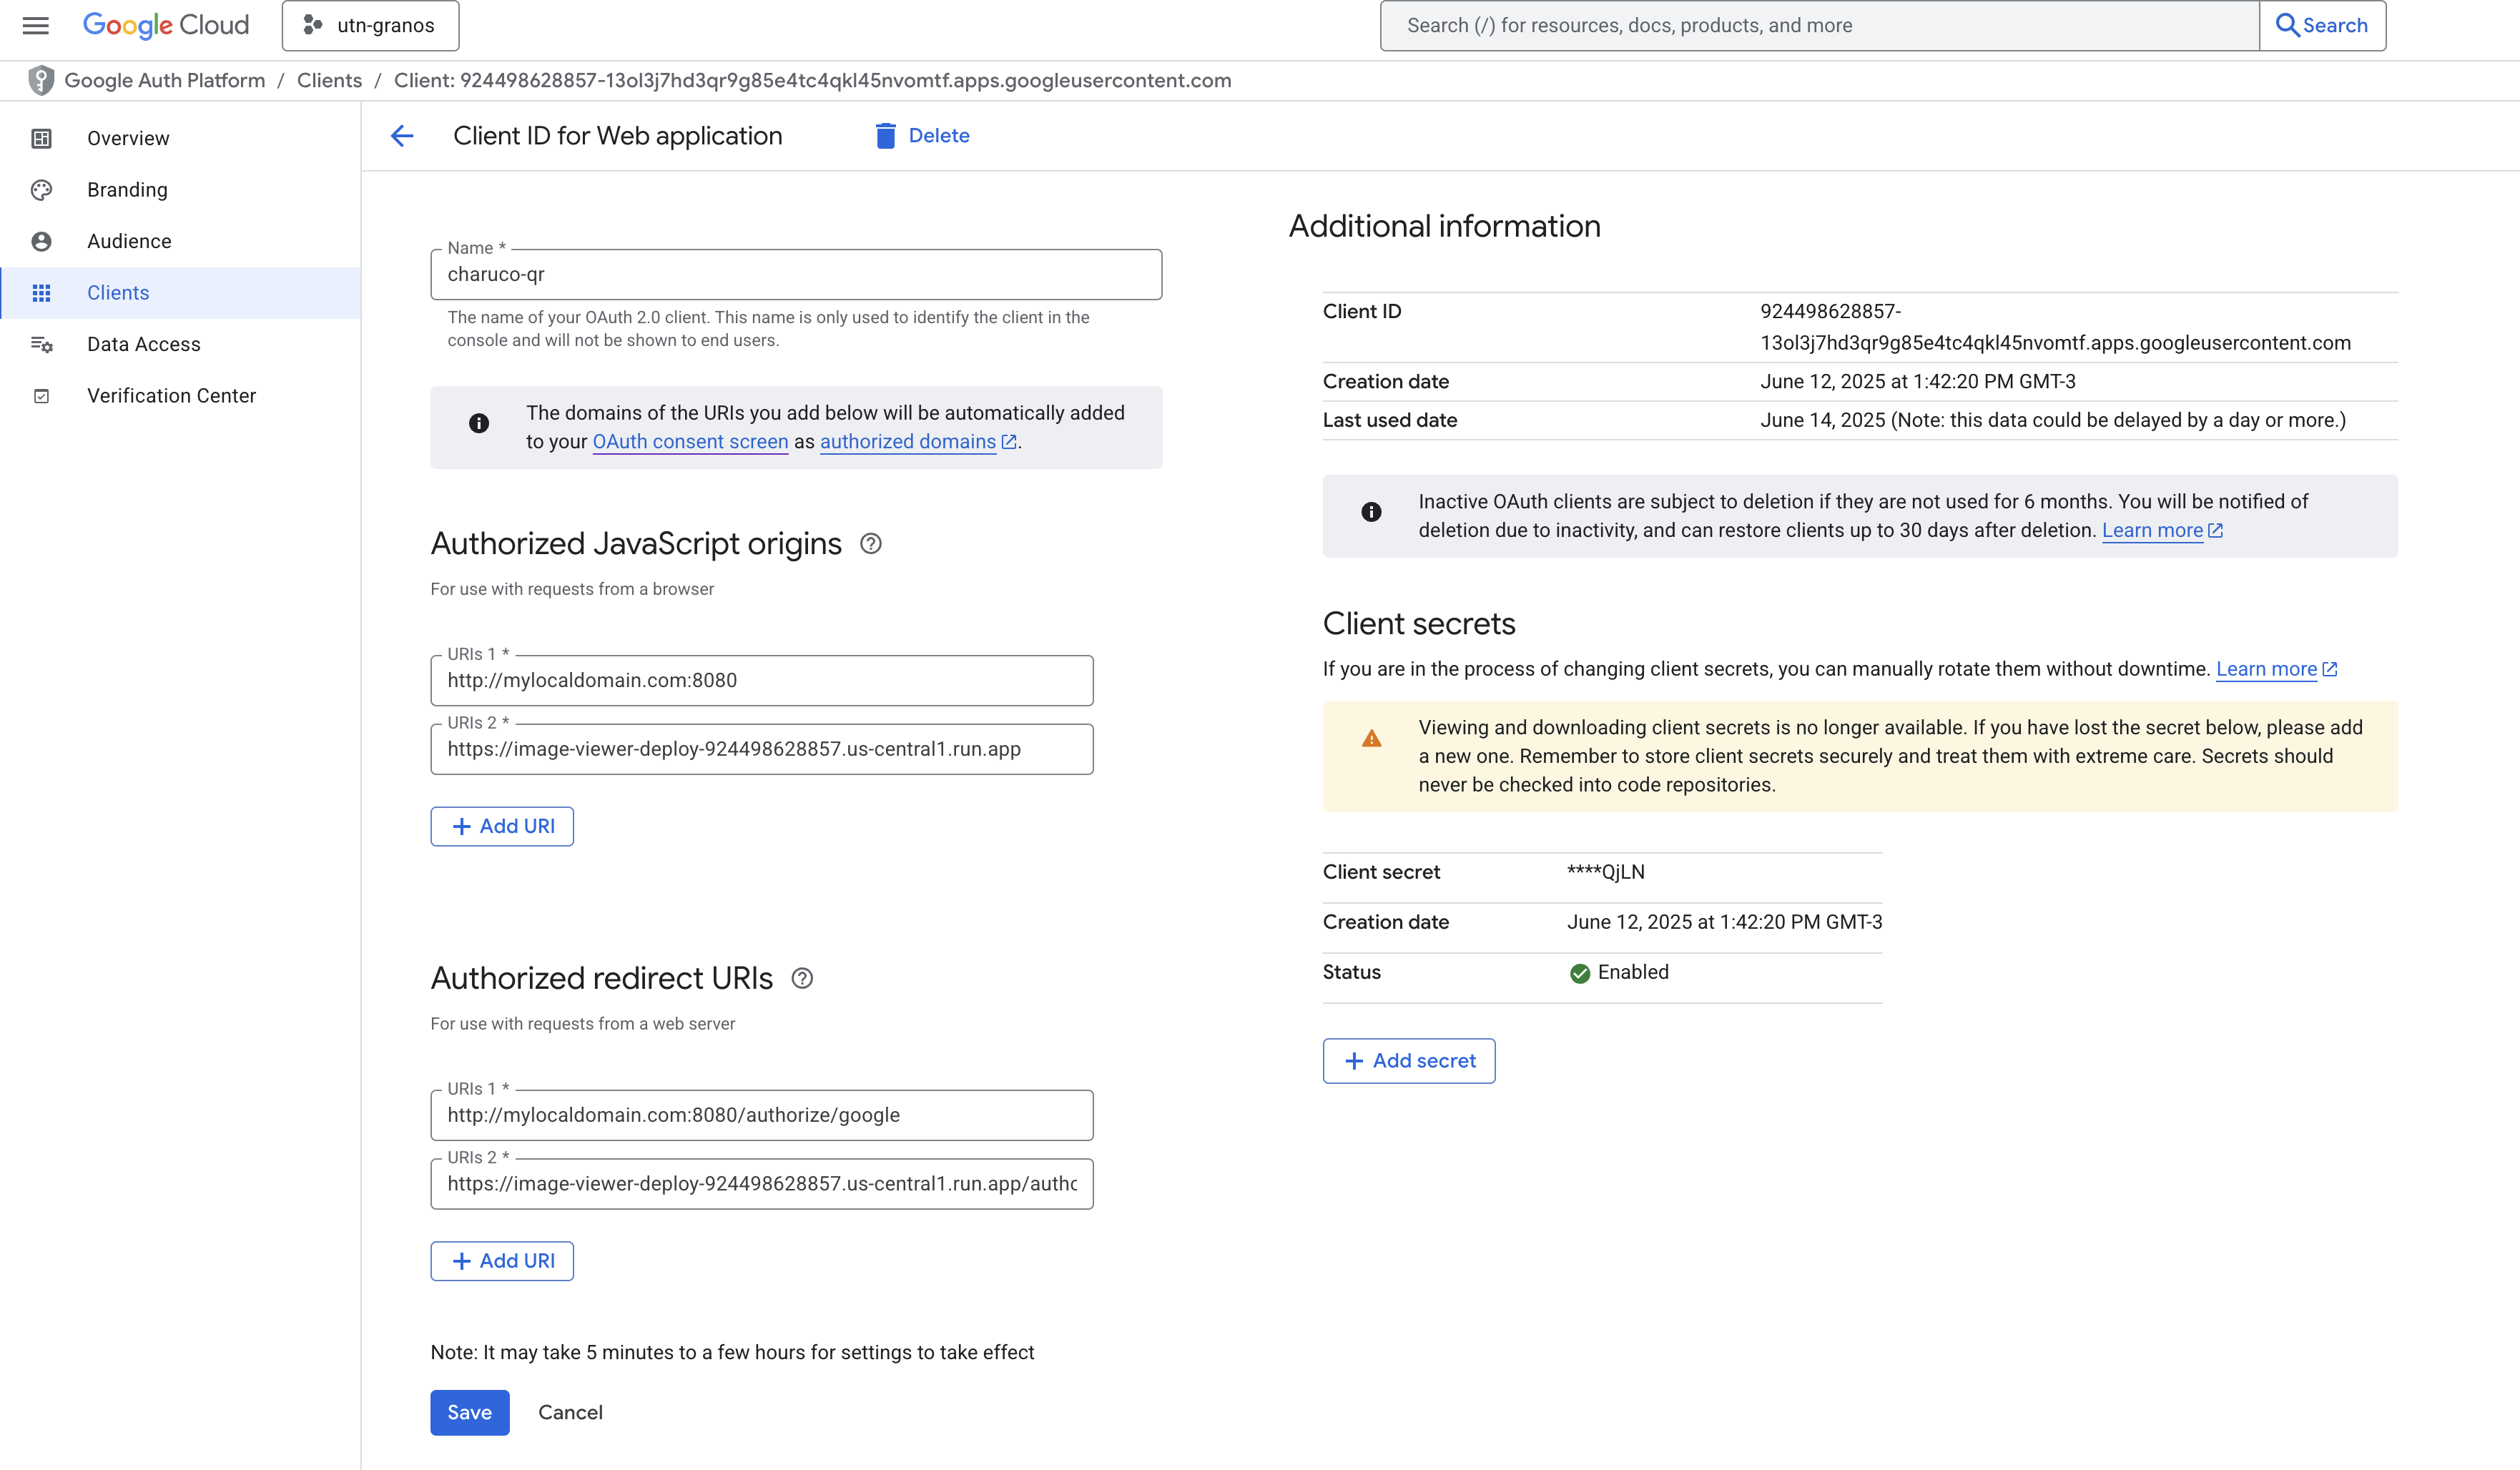 Google Cloud
utn-granos
Search (/) for resources, docs, products, and more
Search
Google Auth Platform / Clients / Client: 924498628857-13ol3j7hd3qr9g85e4tc4qkl45nvomtf.apps.googleusercontent.com
Overview
Branding
Audience
Clients
Data Access
Verification Center
Client ID for Web application
Delete
Name *
charuco-qr
The name of your OAuth 2.0 client. This name is only used to identify the client in the
console and will not be shown to end users.
The domains of the URIs you add below will be automatically added
to your OAuth consent screen as authorized domains.
Authorized JavaScript origins
For use with requests from a browser
URIs 1 *
http://mylocaldomain.com:8080
URIs 2 *
https://image-viewer-deploy-924498628857.us-central1.run.app
+ Add URI
Authorized redirect URIs
For use with requests from a web server
URIs 1 *
http://mylocaldomain.com:8080/authorize/google
URIs 2 *
https://image-viewer-deploy-924498628857.us-central1.run.app/autho
+ Add URI
Note: It may take 5 minutes to a few hours for settings to take effect
Save
Cancel
Additional information
Client ID
924498628857-
13ol3j7hd3qr9g85e4tc4qkl45nvomtf.apps.googleusercontent.com
Creation date
June 12, 2025 at 1:42:20 PM GMT-3
Last used date
June 14, 2025 (Note: this data could be delayed by a day or more.)
Inactive OAuth clients are subject to deletion if they are not used for 6 months. You will be notified of
deletion due to inactivity, and can restore clients up to 30 days after deletion. Learn more
Client secrets
If you are in the process of changing client secrets, you can manually rotate them without downtime. Learn more
Viewing and downloading client secrets is no longer available. If you have lost the secret below, please add
a new one. Remember to store client secrets securely and treat them with extreme care. Secrets should
never be checked into code repositories.
Client secret
****QjLN
Creation date
June 12, 2025 at 1:42:20 PM GMT-3
Status
Enabled
+ Add secret